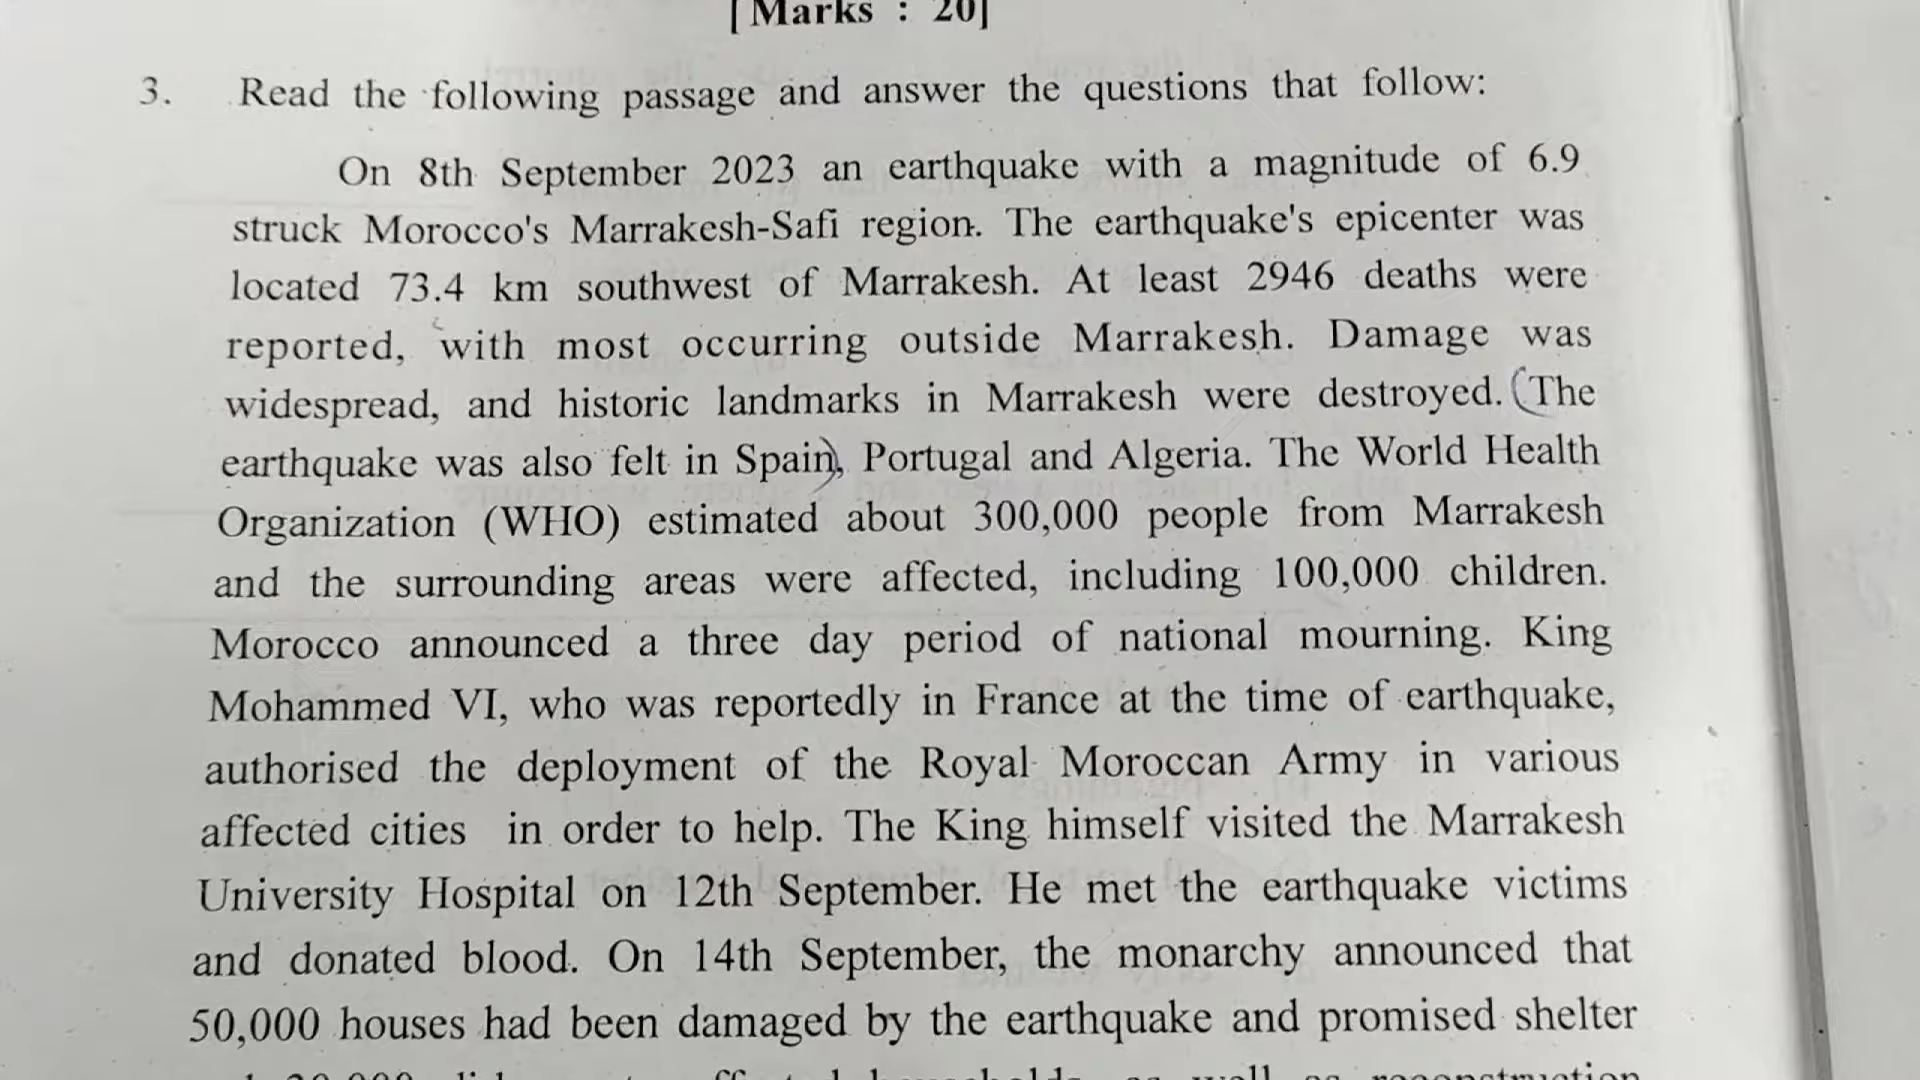 [Marks : 20]
3. Read the following passage and answer the questions that follow:
On 8th September 2023 an earthquake with a magnitude of 6.9
struck Morocco's Marrakesh-Safi region. The earthquake's epicenter was
located 73.4 km southwest of Marrakesh. At least 2946 deaths were
reported, with most occurring outside Marrakesh. Damage was
widespread, and historic landmarks in Marrakesh were destroyed. (The
earthquake was also felt in Spain), Portugal and Algeria. The World Health
Organization (WHO) estimated about 300,000 people from Marrakesh
and the surrounding areas were affected, including 100,000 children.
Morocco announced a three day period of national mourning. King
Mohammed VI, who was reportedly in France at the time of earthquake,
authorised the deployment of the Royal Moroccan Army in various
affected cities in order to help. The King himself visited the Marrakesh
University Hospital on 12th September. He met the earthquake victims
and donated blood. On 14th September, the monarchy announced that
50,000 houses had been damaged by the earthquake and promised shelter
households, as well as reconstruction